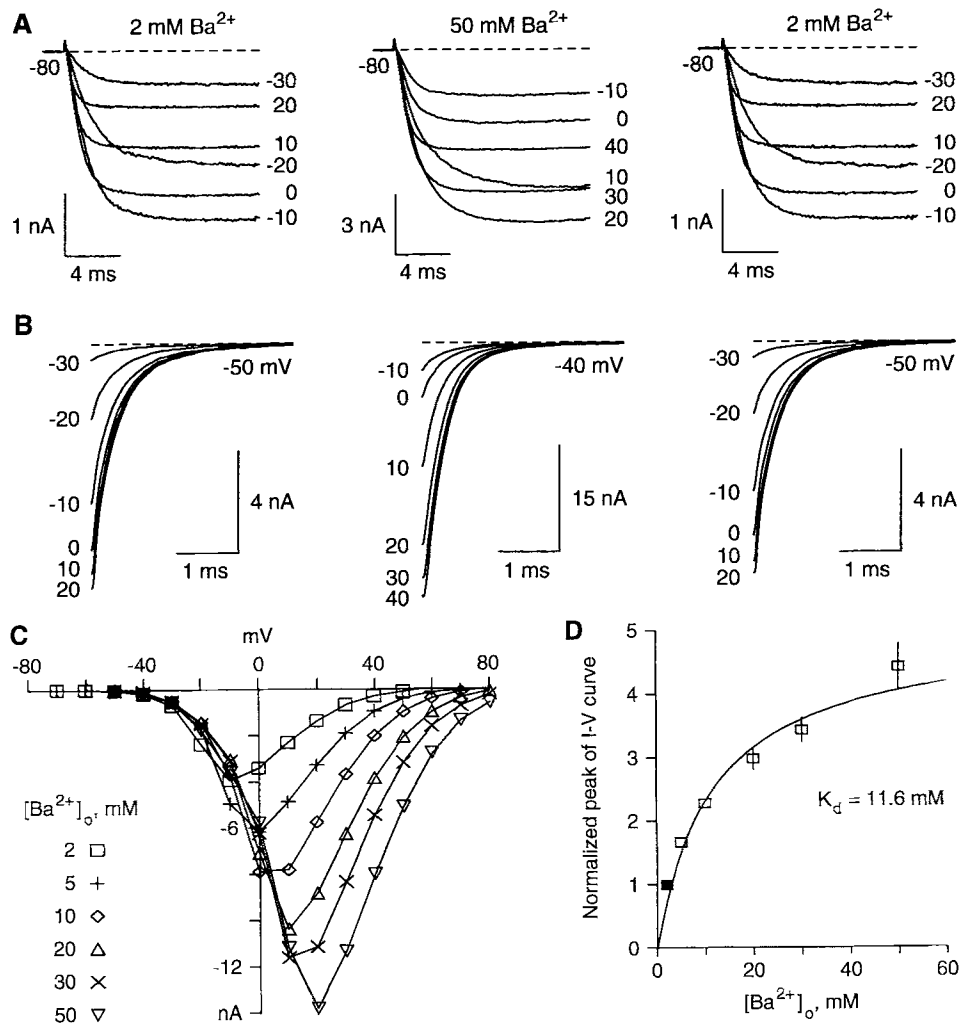 A
2 mM Ba²⁺
50 mM Ba²⁺
2 mM Ba²⁺
-80
-30
20
10
-20
0
-10
1 nA
4 ms
-80
-10
0
40
10
30
20
3 nA
4 ms
-80
-30
20
10
-20
0
-10
1 nA
4 ms
B
-30
-20
-10
0
10
20
-50 mV
4 nA
1 ms
-10
0
10
20
30
40
-40 mV
15 nA
1 ms
-30
-20
-10
0
10
20
-50 mV
4 nA
1 ms
C
mV
-80
-40
0
40
80
-6
-12
nA
[Ba²⁺]ₒ, mM
2
5
10
20
30
50
D
Normalized peak of I-V curve
5
4
3
2
1
0
K_d = 11.6 mM
0
20
40
60
[Ba²⁺]ₒ, mM